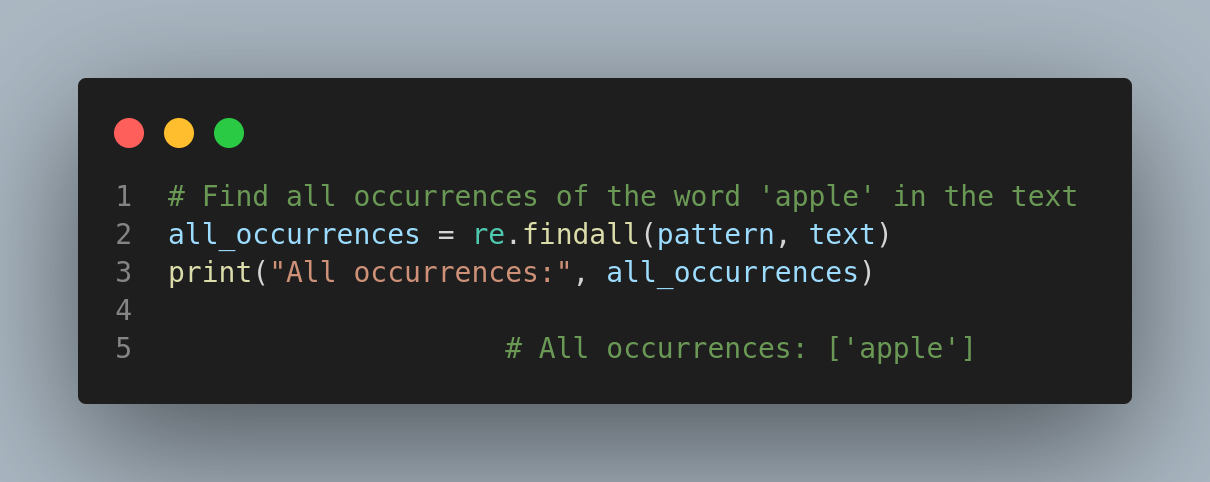 1 # Find all occurrences of the word 'apple' in the text
2 all_occurrences = re.findall(pattern, text)
3 print("All occurrences:", all_occurrences)
4
5                     # All occurrences: ['apple']